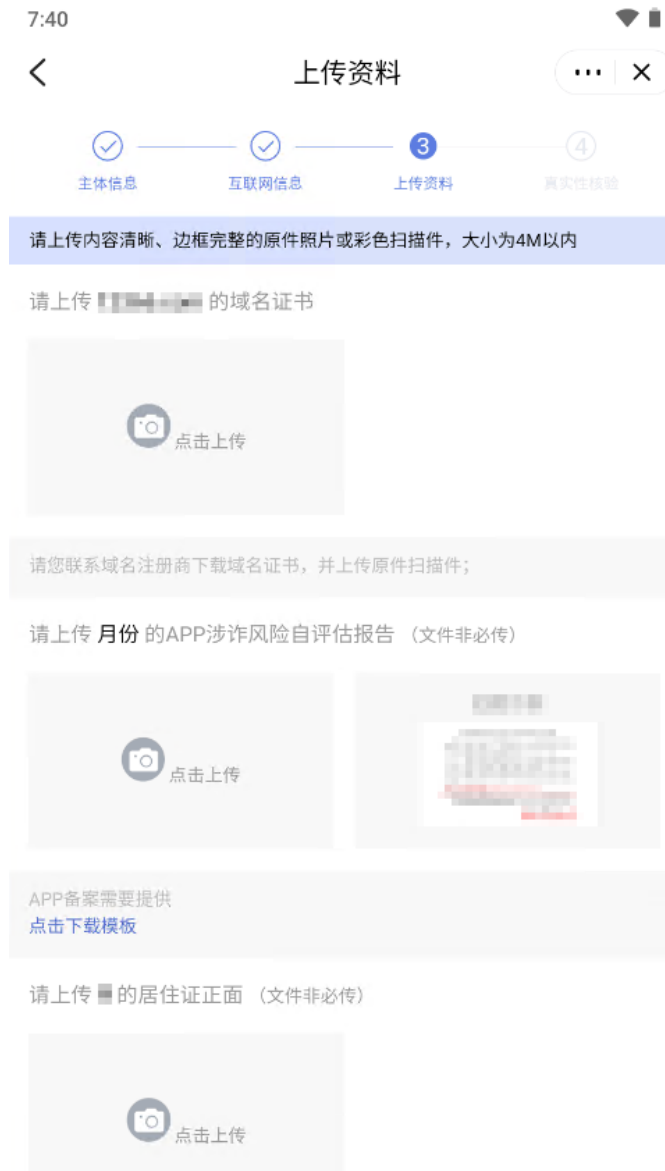 7:40
上传资料
3
4
主体信息
互联网信息
上传资料
真实性核验
请上传内容清晰、边框完整的原件照片或彩色扫描件，大小为4M以内
请上传 的域名证书
点击上传
请您联系域名注册商下载域名证书，并上传原件扫描件；
请上传 月份 的APP涉诈风险自评估报告 （文件非必传）
点击上传
APP备案需要提供
点击下载模板
请上传 的居住证正面 （文件非必传）
点击上传